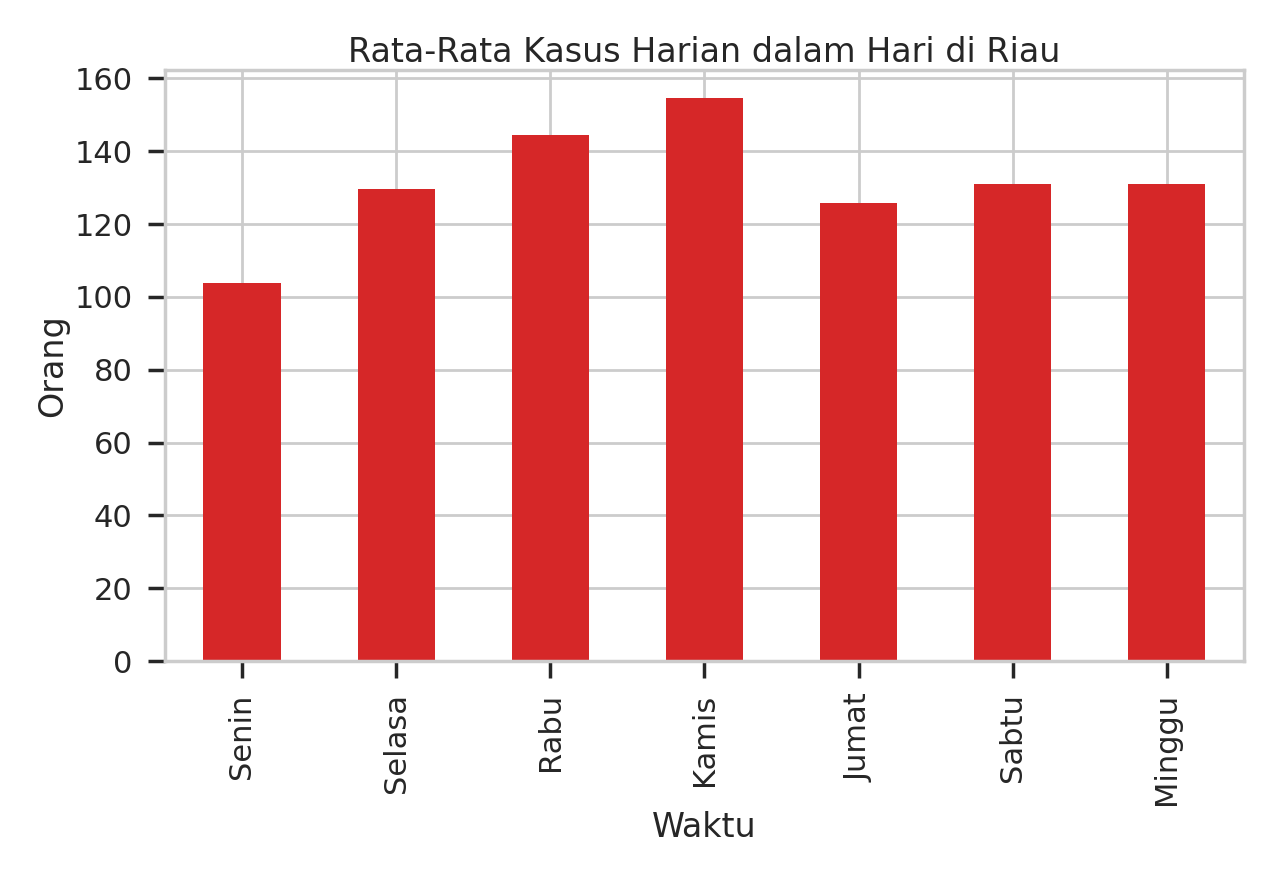 Rata-Rata Kasus Harian dalam Hari di Riau
160
140
120
100
80
60
40
20
0
Orang
Senin
Selasa
Rabu
Kamis
Jumat
Sabtu
Minggu
Waktu